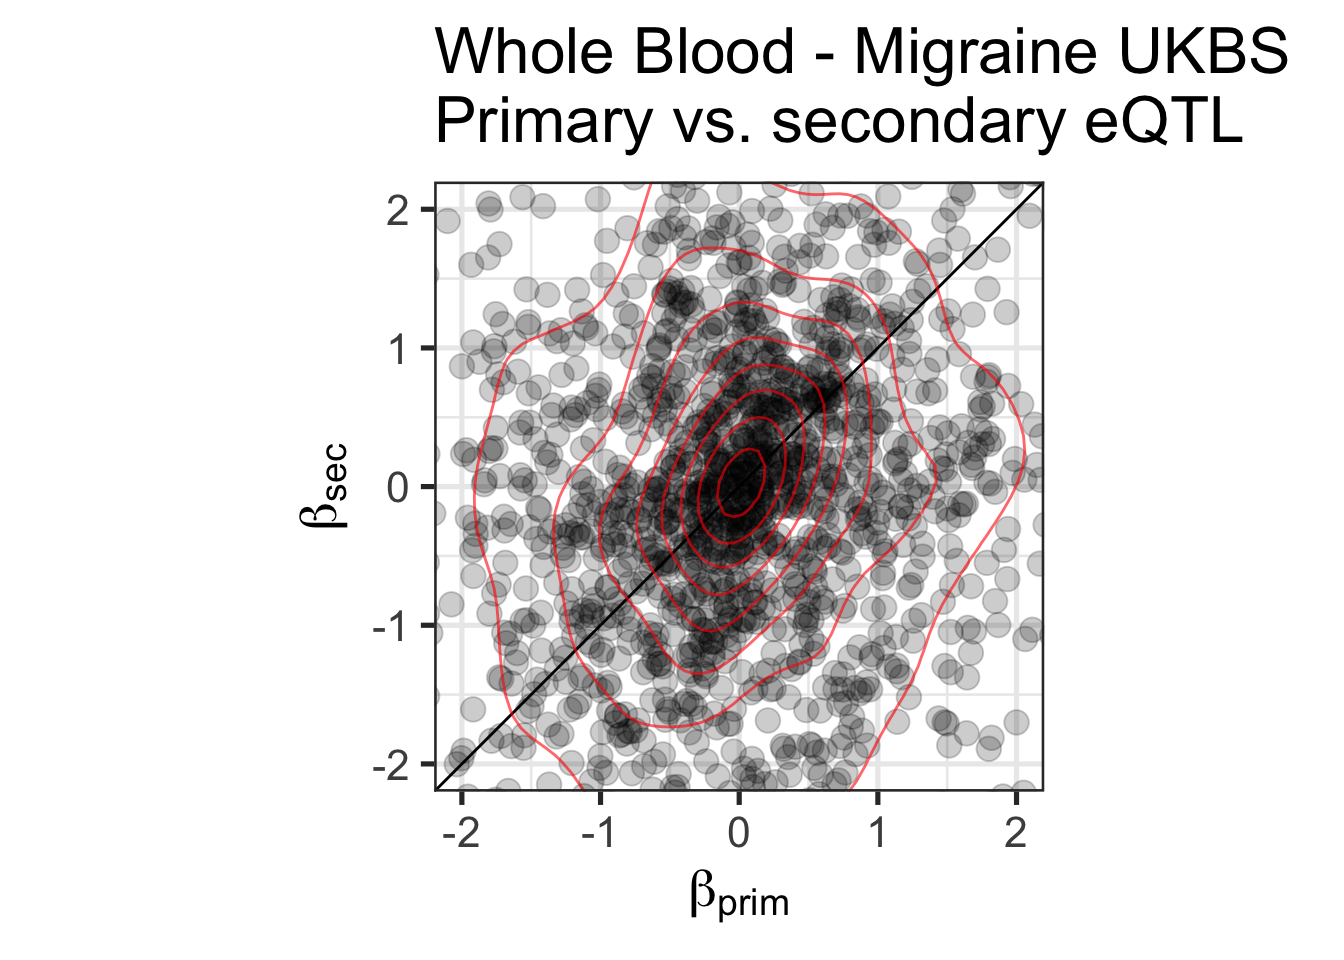 Whole Blood - Migraine UKBS
Primary vs. secondary eQTL
2
1
0
-1
-2
βsec
-2 -1 0 1 2
βprim